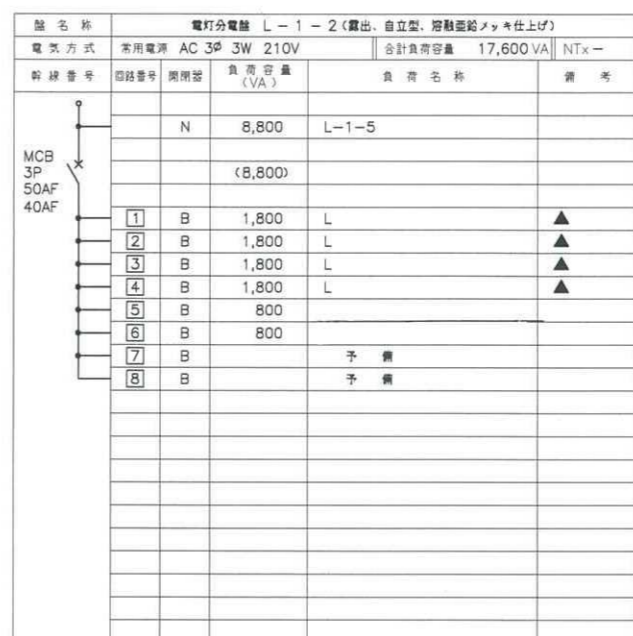 盤名称 電灯分電盤 L-1-2(露出、自立型、溶融亜鉛メッキ仕上げ)
電気方式 常用電源 AC 3Ø 3W 210V 合計負荷容量 17,600 VA NTx-
幹線番号 回路番号 開閉器 負荷容量(VA) 負荷名称 備考
N 8,800 L-1-5
MCB
3P
50AF
40AF
(8,800)
1 B 1,800 L ▲
2 B 1,800 L ▲
3 B 1,800 L ▲
4 B 1,800 L ▲
5 B 800
6 B 800
7 B 予備
8 B 予備